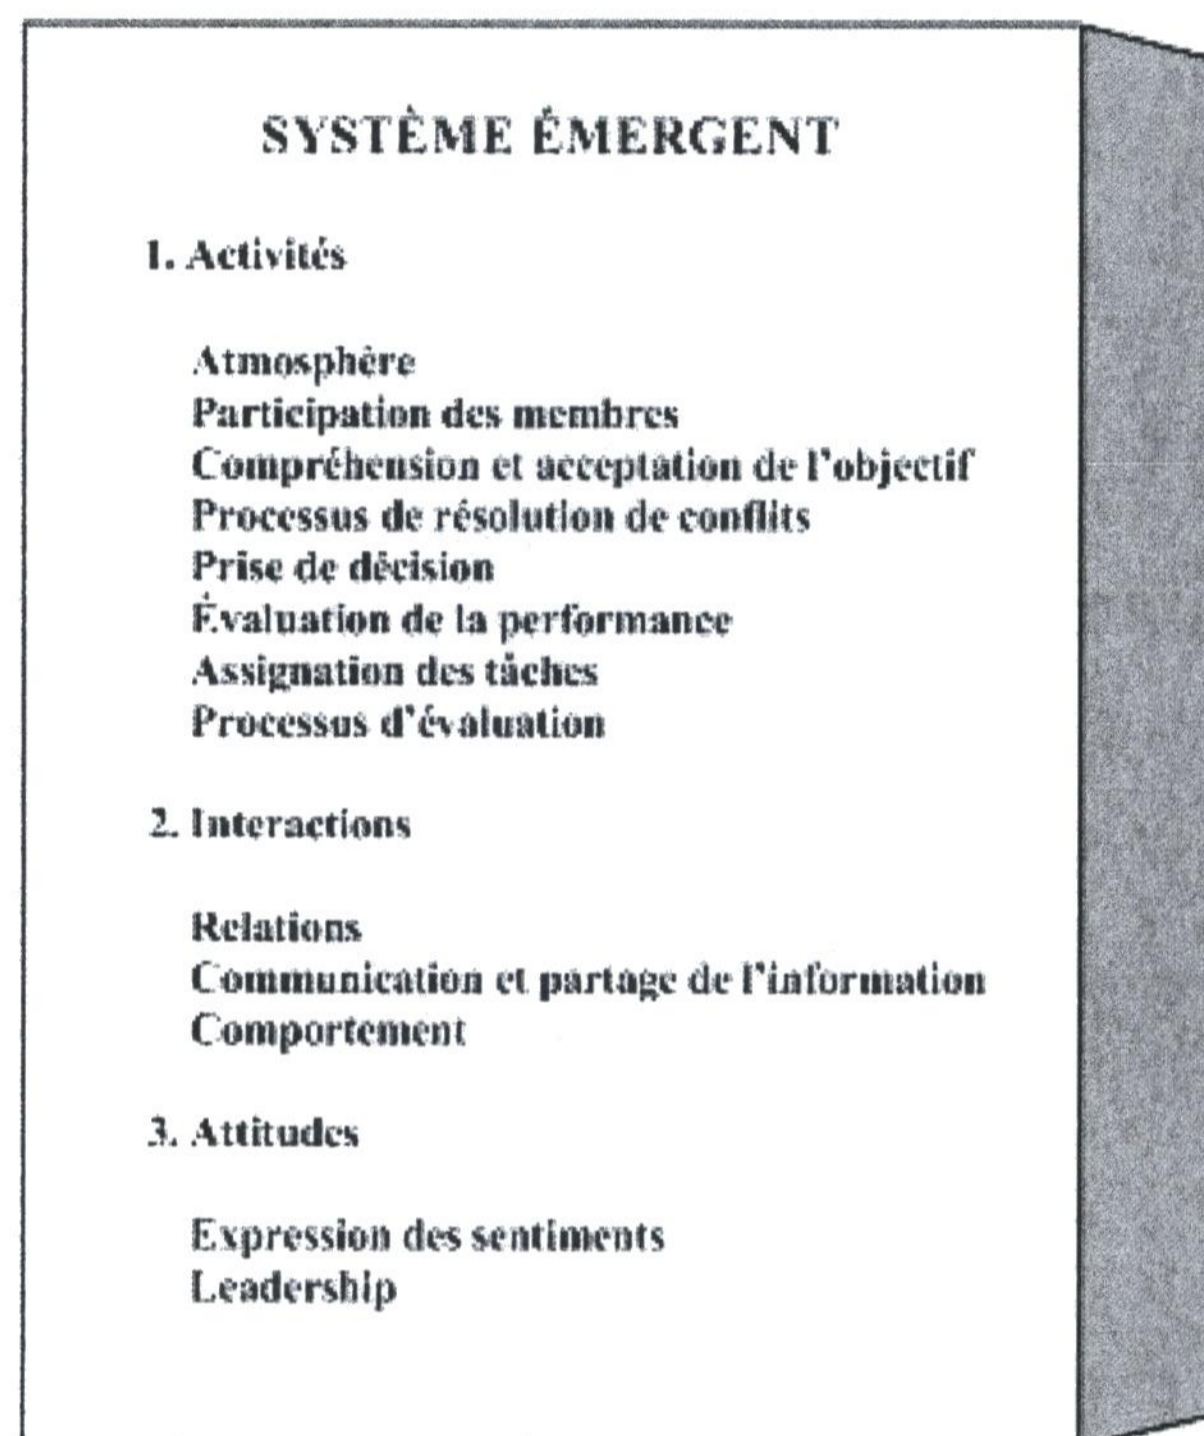 SYSTÈME ÉMERGENT
1. Activités
Atmosphère
Participation des membres
Compréhension et acceptation de l'objectif
Processus de résolution de conflits
Prise de décision
Évaluation de la performance
Assignation des tâches
Processus d'évaluation
2. Interactions
Relations
Communication et partage de l'information
Comportement
3. Attitudes
Expression des sentiments
Leadership